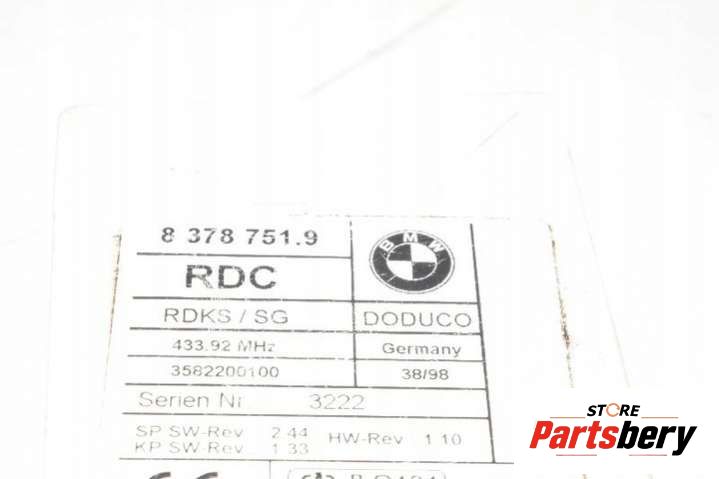 8 378 751.9
BMW
RDC
RDKS / SG
DODUCO
433.92 MHz
Germany
3582200100
38/98
Serien Nr
3222
SP SW-Rev 2.44 HW-Rev 1.10
KP SW-Rev 1.33
CE
STORE
Partsbery